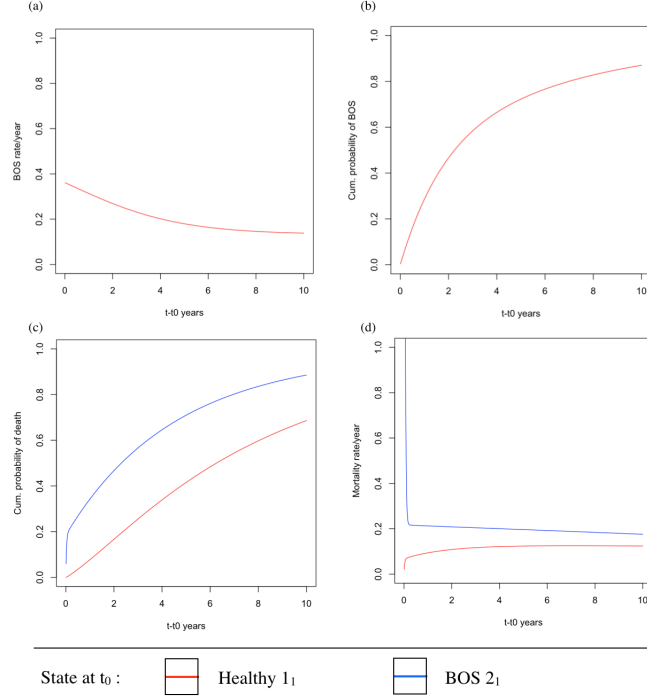 (a)
(b)
1.0
0.8
0.6
0.4
0.2
0.0
BOS rate/year
0 2 4 6 8 10
t-t0 years
1.0
0.8
0.6
0.4
0.2
0.0
Cum. probability of BOS
0 2 4 6 8 10
t-t0 years
(c)
(d)
1.0
0.8
0.6
0.4
0.2
0.0
Cum. probability of death
0 2 4 6 8 10
t-t0 years
1.0
0.8
0.6
0.4
0.2
0.0
Mortality rate/year
0 2 4 6 8 10
t-t0 years
State at t₀ : Healthy 1₁ BOS 2₁